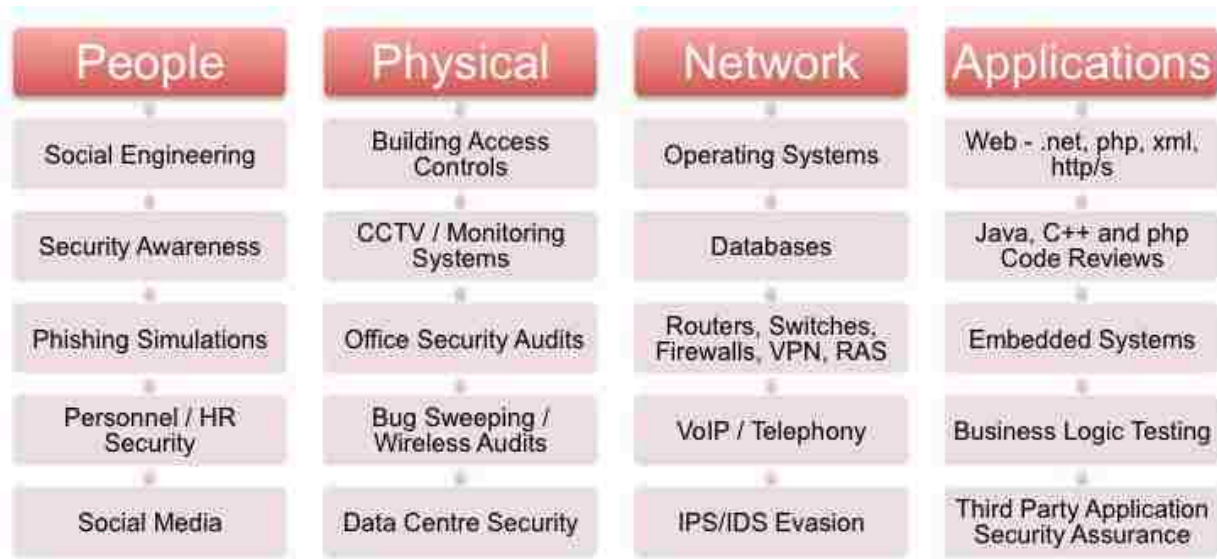 People
Social Engineering
Security Awareness
Phishing Simulations
Personnel / HR
Security
Social Media
Physical
Building Access
Controls
CCTV / Monitoring
Systems
Office Security Audits
Bug Sweeping /
Wireless Audits
Data Centre Security
Network
Operating Systems
Databases
Routers, Switches,
Firewalls, VPN, RAS
VoIP / Telephony
IPS/IDS Evasion
Applications
Web - .net, php, xml,
http/s
Java, C++ and php
Code Reviews
Embedded Systems
Business Logic Testing
Third Party Application
Security Assurance